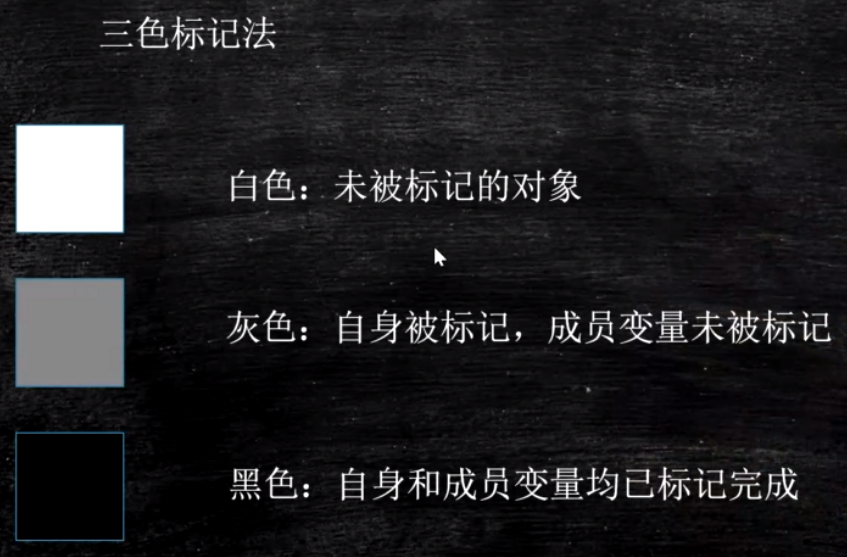 三色标记法
白色：未被标记的对象
灰色：自身被标记，成员变量未被标记
黑色：自身和成员变量均已标记完成